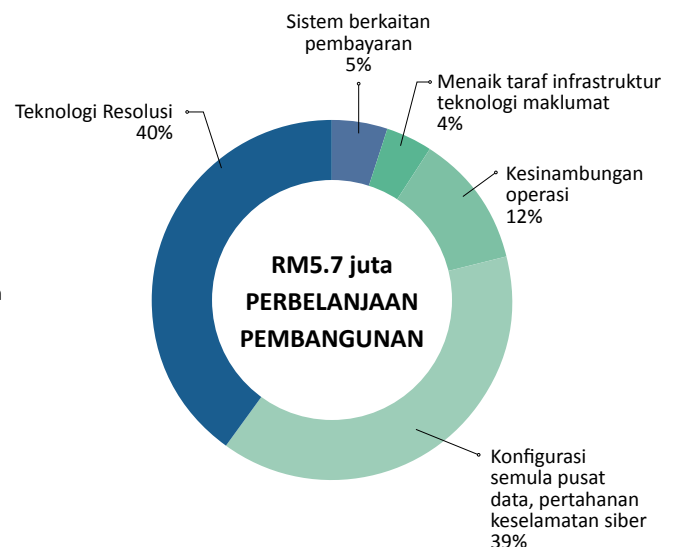 Sistem berkaitan
pembayaran
5%
Menaik taraf infrastruktur
teknologi maklumat
4%
Teknologi Resolusi
40%
Kesinambungan
operasi
12%
RM5.7 juta
PERBELANJAAN
PEMBANGUNAN
Konfigurasi
semula pusat
data, pertahanan
keselamatan siber
39%